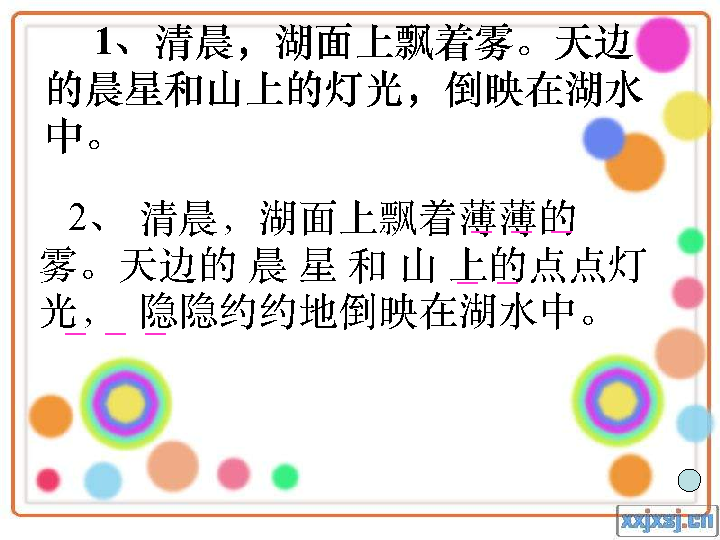 1、清晨，湖面上飘着雾。天边
的晨星和山上的灯光，倒映在湖水
中。
2、 清晨，湖面上飘着薄薄的
雾。天边的 晨 星 和 山 上的点点灯
光， 隐隐约约地倒映在湖水中。
xxjxsj.cn